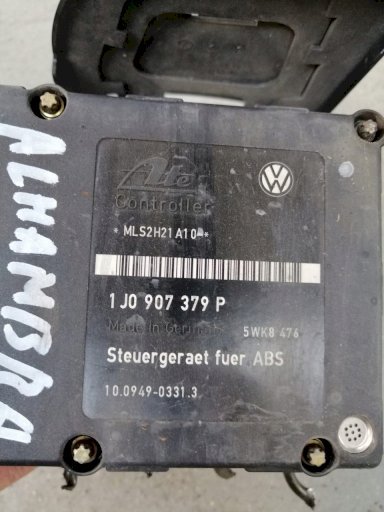 Ate
Controller
* MLS2H21A10 *
1J0 907 379 P
Made in Germany 5WK8 476
Steuergeraet fuer ABS
10.0949-0331.3
ALHAMBRA